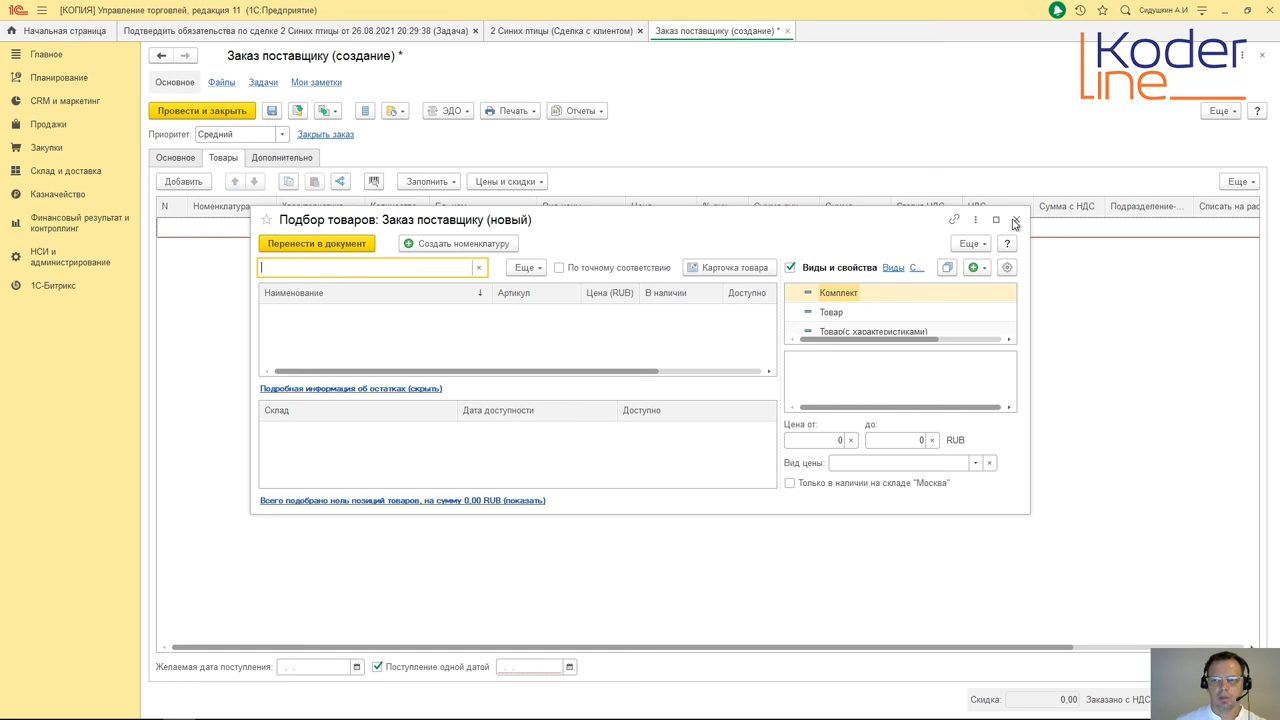 [КОПИЯ] Управление торговлей, редакция 11 (1С:Предприятие)
Сидушкин А.И
Начальная страница
Подтвердить обязательства по сделке 2 Синих птицы от 26.08.2021 20:29:38 (Задача) ×
2 Синих птицы (Сделка с клиентом) ×
Заказ поставщику (создание) * ×
Главное
Планирование
CRM и маркетинг
Продажи
Закупки
Склад и доставка
Казначейство
Финансовый результат и
контроллинг
НСИ и
администрирование
1С-Битрикс
Заказ поставщику (создание) *
Koder
line
Основное Файлы Задачи Мои заметки
Провести и закрыть ЭДО Печать Отчеты Еще ?
Приоритет: Средний Закрыть заказ
Основное Товары Дополнительно
Добавить Заполнить Цены и скидки Еще
N Номенклатура Сумма с НДС Подразделение-... Списать на рас
Подбор товаров: Заказ поставщику (новый)
Перенести в документ Создать номенклатуру Еще ?
Еще По точному соответствию Карточка товара Виды и свойства Виды С...
Наименование Артикул Цена (RUB) В наличии Доступно
Комплект
Товар
Товар(с характеристиками)
Подробная информация об остатках (скрыть)
Склад Дата доступности Доступно
Цена от: до:
0 0 RUB
Вид цены:
Только в наличии на складе "Москва"
Всего подобрано ноль позиций товаров, на сумму 0,00 RUB (показать)
Желаемая дата поступления: . . Поступление одной датой . .
Скидка: 0,00 Заказано с НДС